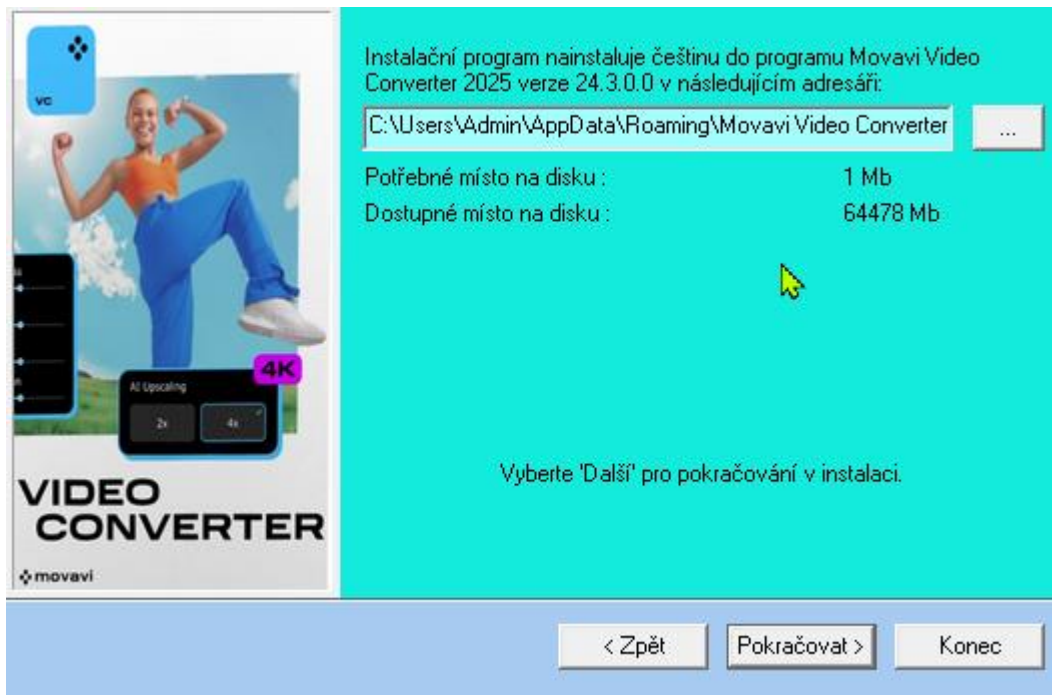 vc
Instalační program nainstaluje češtinu do programu Movavi Video
Converter 2025 verze 24.3.0.0 v následujícím adresáři:
C:\Users\Admin\AppData\Roaming\Movavi Video Converter
...
Potřebné místo na disku : 1 Mb
Dostupné místo na disku : 64478 Mb
4K
AI Upscaling
2x 4x
Vyberte 'Další' pro pokračování v instalaci.
VIDEO
CONVERTER
movavi
< Zpět Pokračovat > Konec